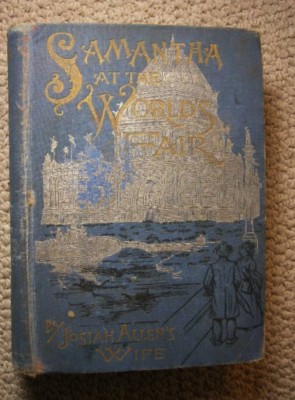 SAMANTHA
AT THE
WORLD'S
FAIR
BY JOSIAH ALLEN'S
WIFE